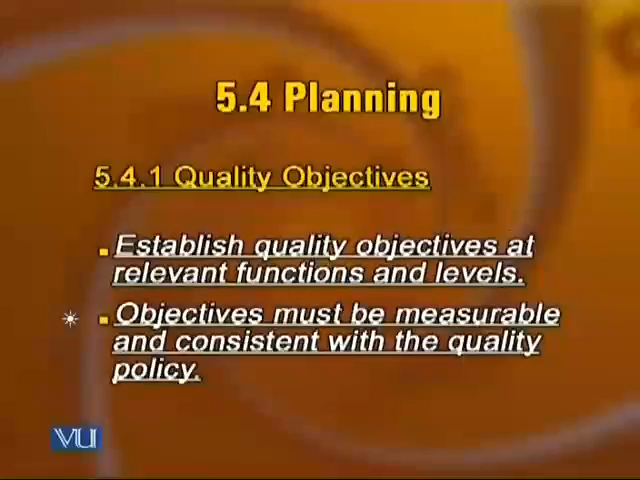 5.4 Planning
5.4.1 Quality Objectives
Establish quality objectives at
relevant functions and levels.
Objectives must be measurable
and consistent with the quality
policy.
VU